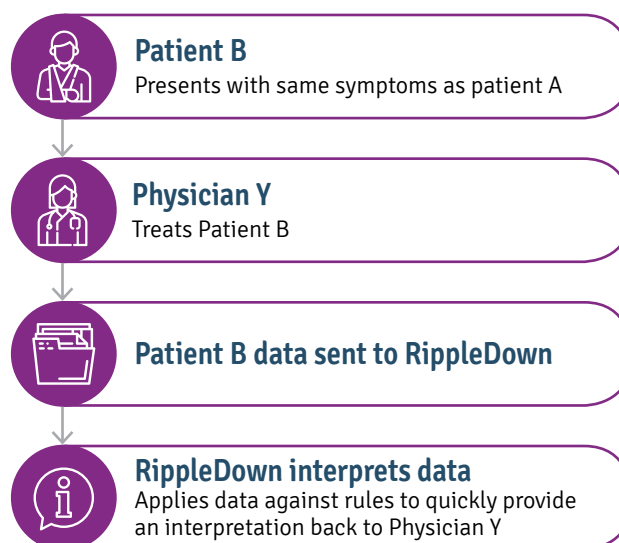 Patient B
Presents with same symptoms as patient A
Physician Y
Treats Patient B
Patient B data sent to RippleDown
RippleDown interprets data
Applies data against rules to quickly provide
an interpretation back to Physician Y